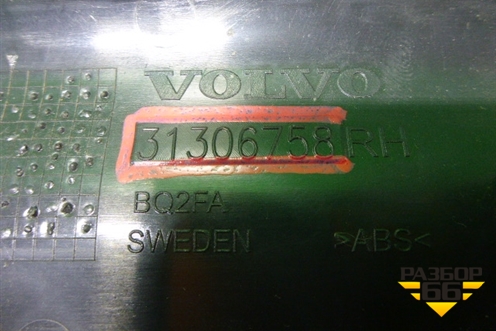 VOLVO
31306758 RH
BQ2FA
SWEDEN >ABS<
РАЗБОР
66